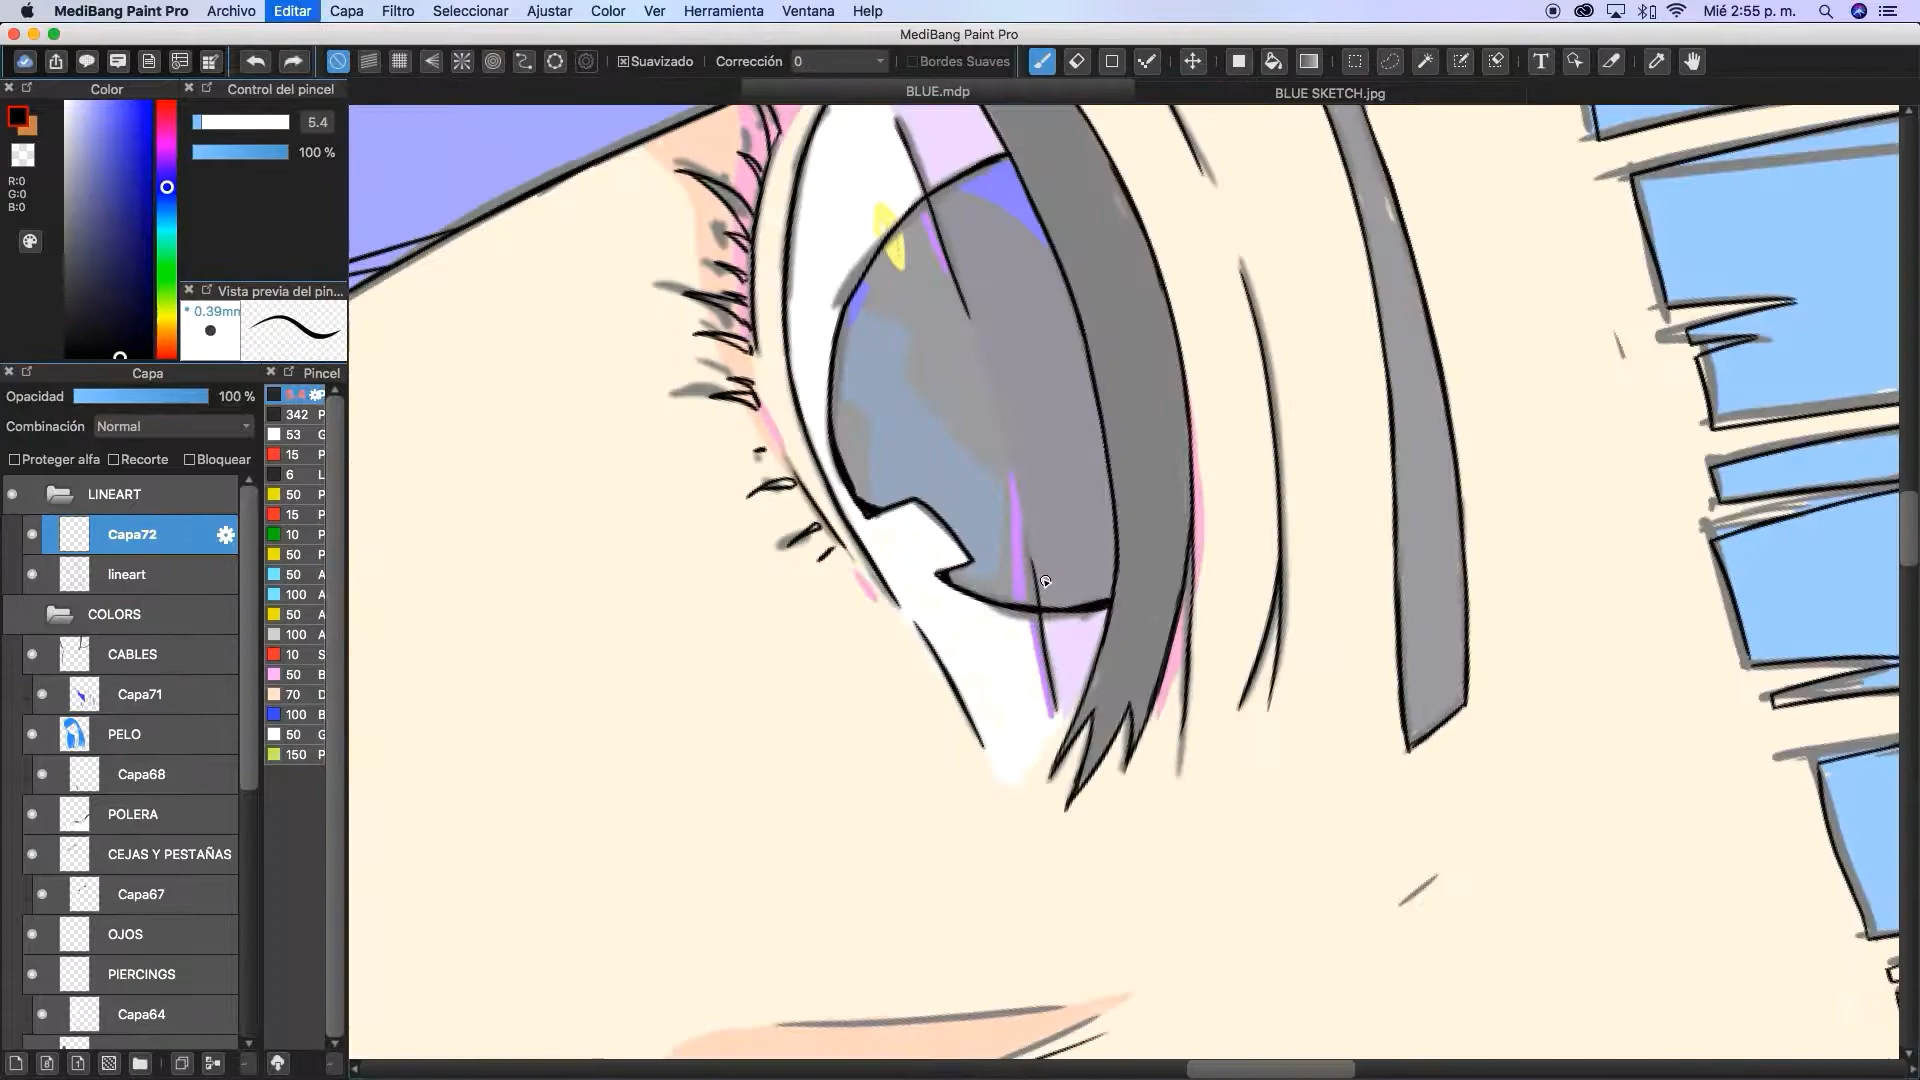 MediBang Paint Pro Archivo Editar Capa Filtro Seleccionar Ajustar Color Ver Herramienta Ventana Help Mié 2:55 p. m.
MediBang Paint Pro
Suavizado Corrección 0 Bordes Suaves
Color Control del pincel BLUE.mdp BLUE SKETCH.jpg
5.4
100 %
R:0
G:0
B:0
Vista previa del pin...
* 0.39mm
Capa Pincel
Opacidad 100 %
342 P
Combinación Normal
53 G
15 P
Proteger alfa Recorte Bloquear
6 L
LINEART
50 P
15 P
Capa72
10 P
50 P
lineart
50 A
100 A
COLORS
50 A
100 A
CABLES
10 S
50 B
Capa71
70 D
100 B
PELO
50 G
150 P
Capa68
POLERA
CEJAS Y PESTAÑAS
Capa67
OJOS
PIERCINGS
Capa64